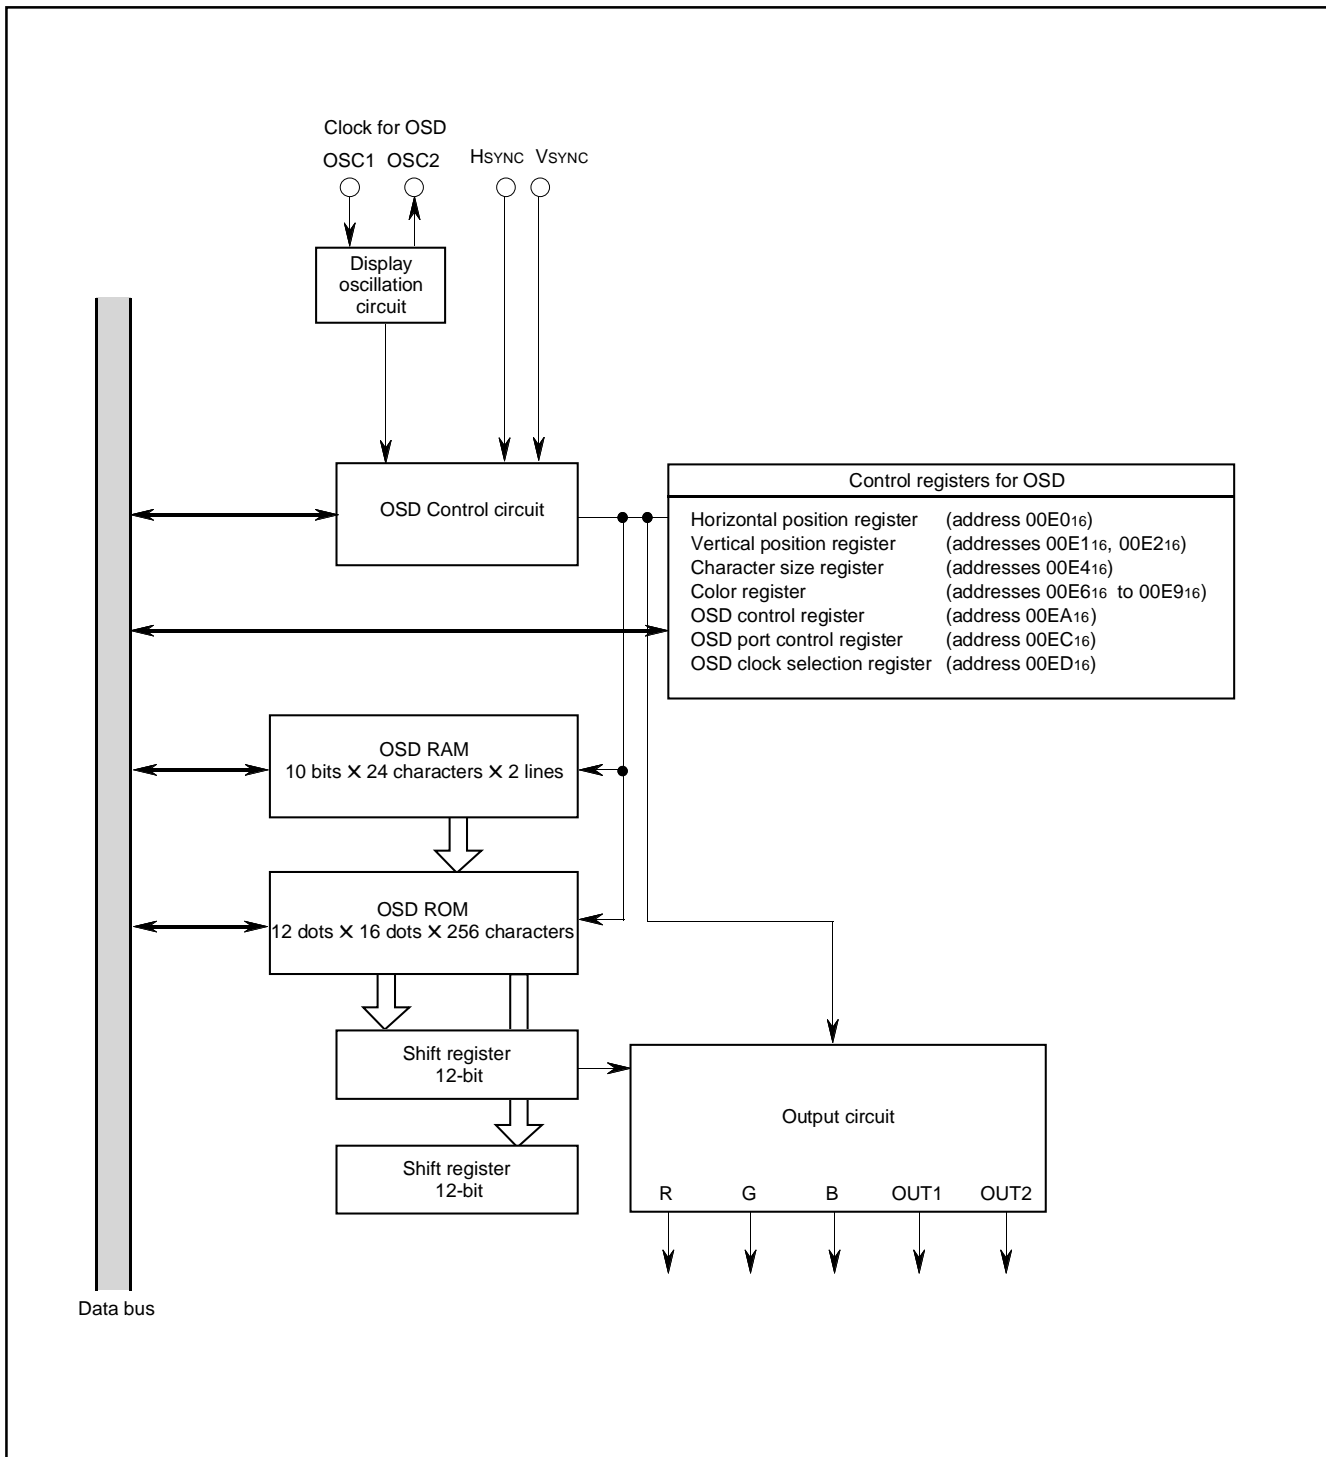 Clock for OSD
OSC1 OSC2 HSYNC VSYNC
Display
oscillation
circuit
OSD Control circuit
Control registers for OSD
Horizontal position register (address 00E016)
Vertical position register (addresses 00E116, 00E216)
Character size register (addresses 00E416)
Color register (addresses 00E616 to 00E916)
OSD control register (address 00EA16)
OSD port control register (address 00EC16)
OSD clock selection register (address 00ED16)
OSD RAM
10 bits × 24 characters × 2 lines
OSD ROM
12 dots × 16 dots × 256 characters
Shift register
12-bit
Output circuit
Shift register
12-bit
R G B OUT1 OUT2
Data bus